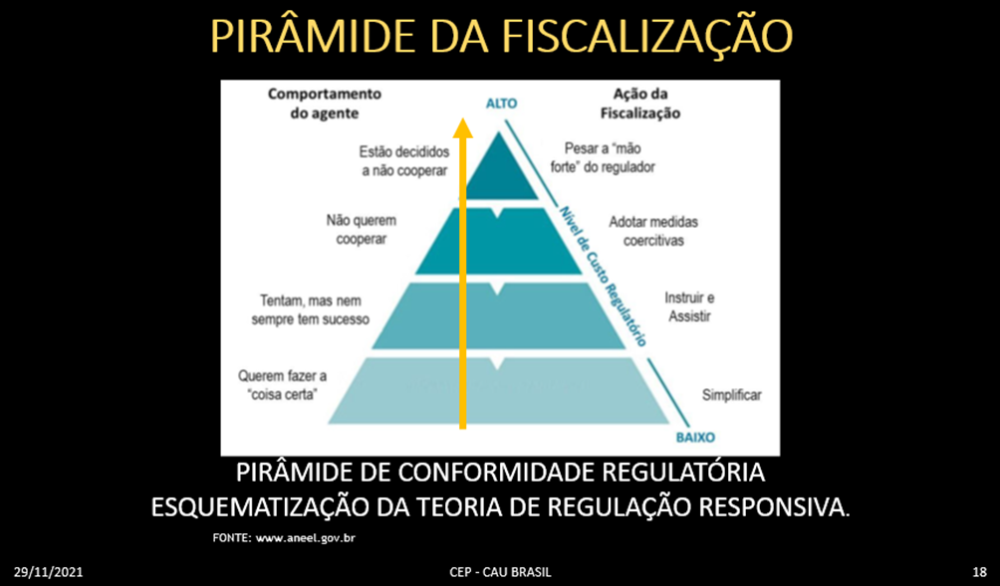 PIRÂMIDE DA FISCALIZAÇÃO
Comportamento
do agente
ALTO
Ação da
Fiscalização
Estão decididos
a não cooperar
Pesar a "mão
forte" do regulador
Não querem
cooperar
Adotar medidas
coercitivas
Nível de Custo Regulatório
Tentam, mas nem
sempre tem sucesso
Instruir e
Assistir
Querem fazer a
"coisa certa"
Simplificar
BAIXO
PIRÂMIDE DE CONFORMIDADE REGULATÓRIA
ESQUEMATIZAÇÃO DA TEORIA DE REGULAÇÃO RESPONSIVA.
FONTE: www.aneel.gov.br
29/11/2021
CEP - CAU BRASIL
18